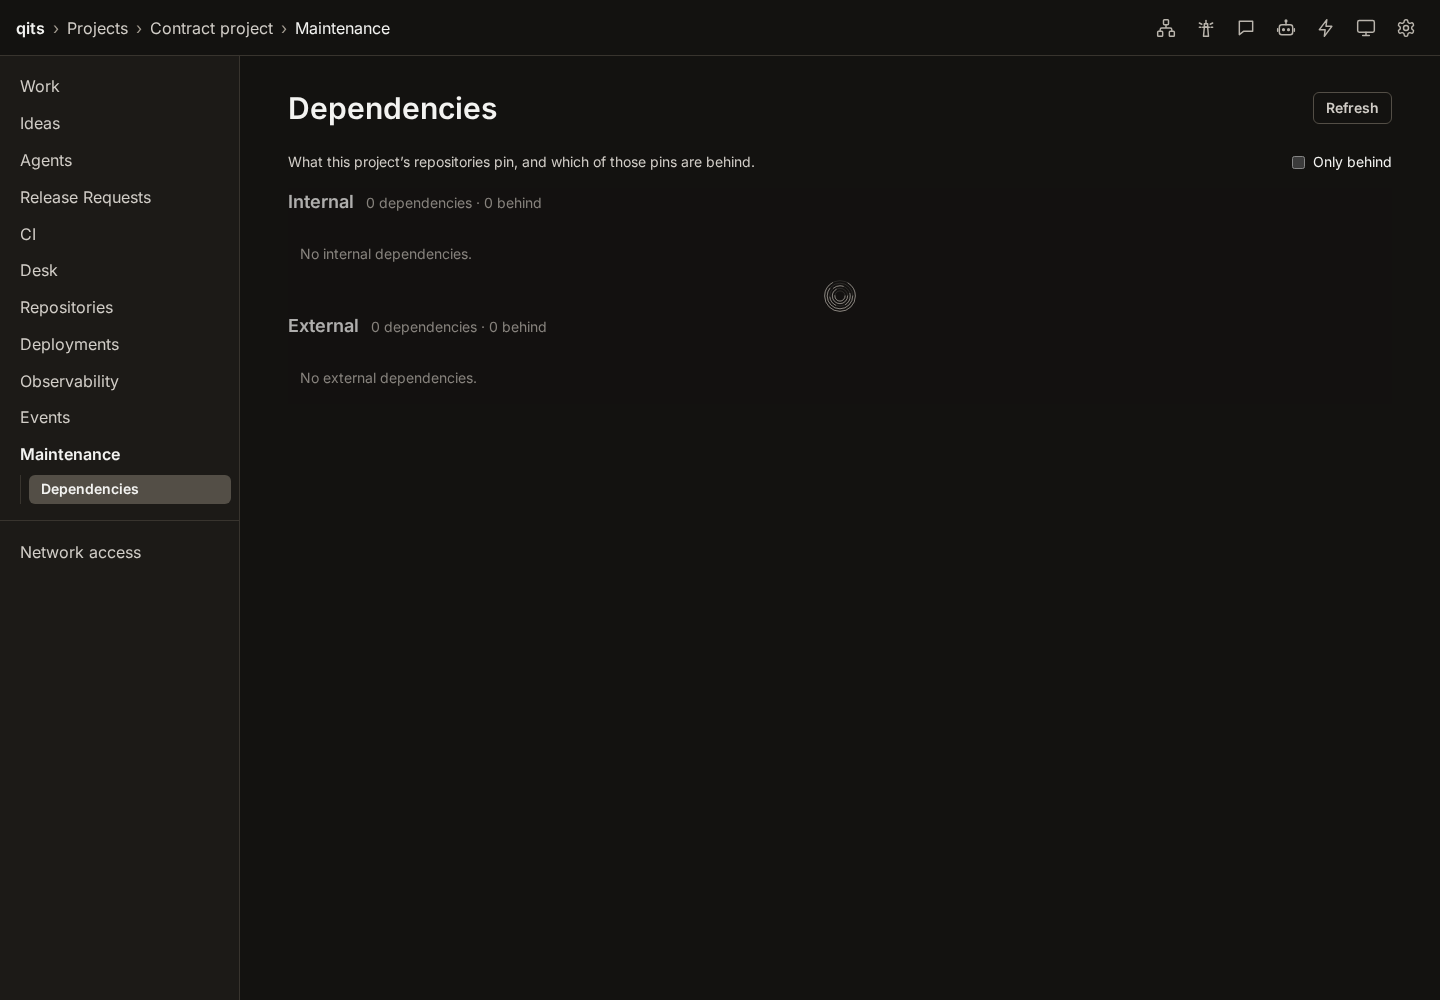 qits › Projects › Contract project › Maintenance
Work
Ideas
Agents
Release Requests
CI
Desk
Repositories
Deployments
Observability
Events
Maintenance
Dependencies
Network access
Dependencies
Refresh
What this project’s repositories pin, and which of those pins are behind.
Only behind
Internal 0 dependencies · 0 behind
No internal dependencies.
External 0 dependencies · 0 behind
No external dependencies.